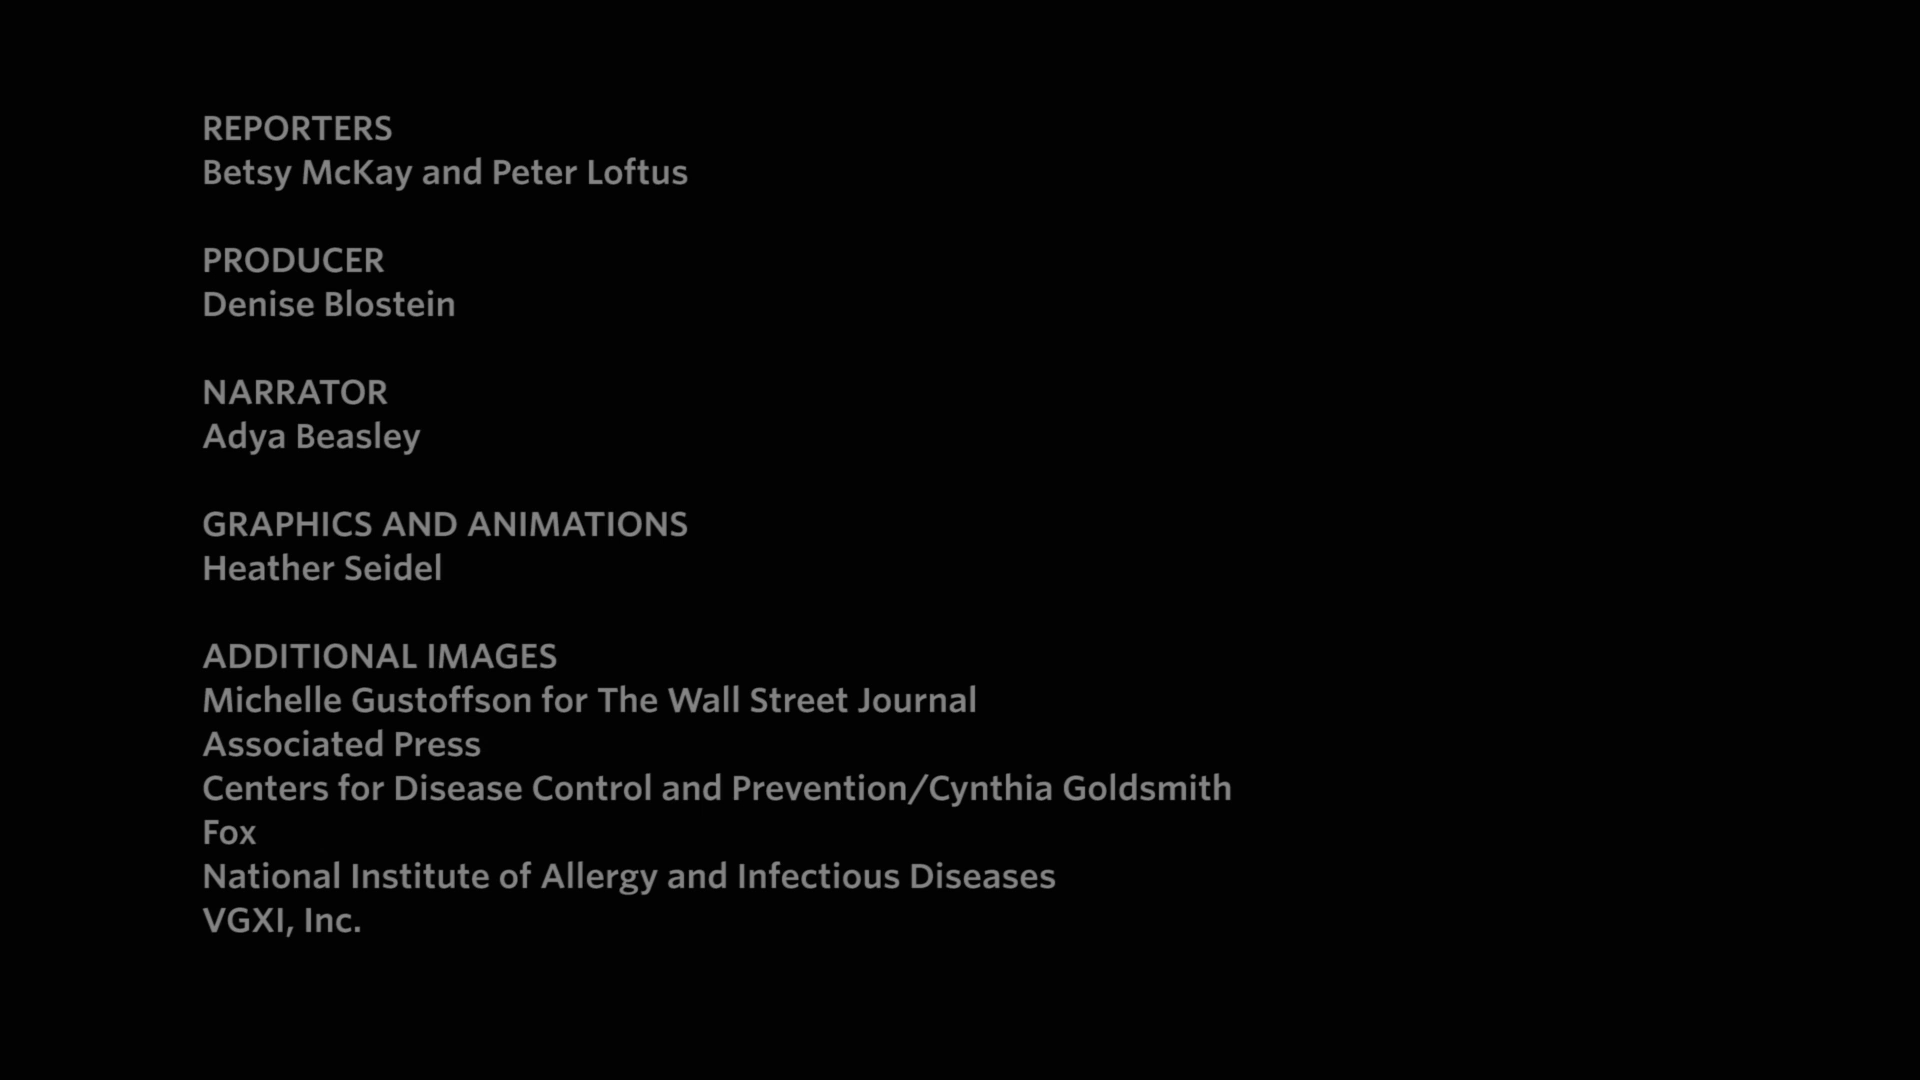 REPORTERS
Betsy McKay and Peter Loftus
PRODUCER
Denise Blostein
NARRATOR
Adya Beasley
GRAPHICS AND ANIMATIONS
Heather Seidel
ADDITIONAL IMAGES
Michelle Gustoffson for The Wall Street Journal
Associated Press
Centers for Disease Control and Prevention/Cynthia Goldsmith
Fox
National Institute of Allergy and Infectious Diseases
VGXI, Inc.